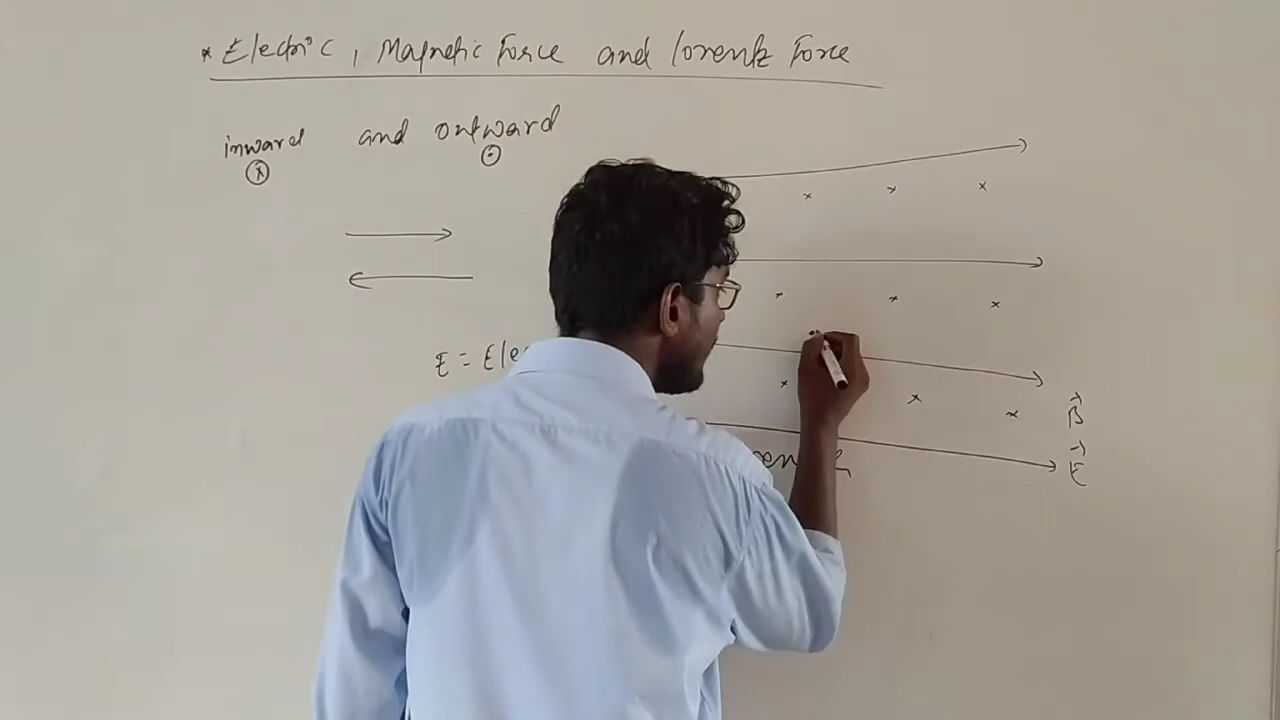 * Electric, Magnetic Force and lorentz Force
inward and outward
E = Ele
B
E